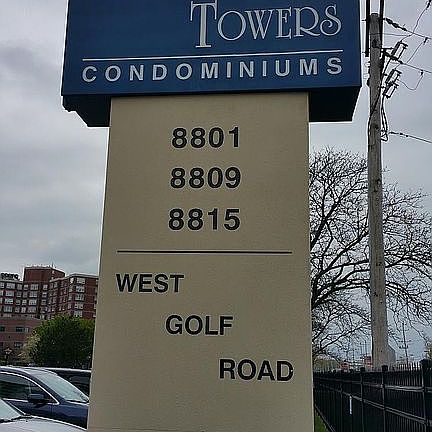 TOWERS
CONDOMINIUMS
8801
8809
8815
WEST
GOLF
ROAD